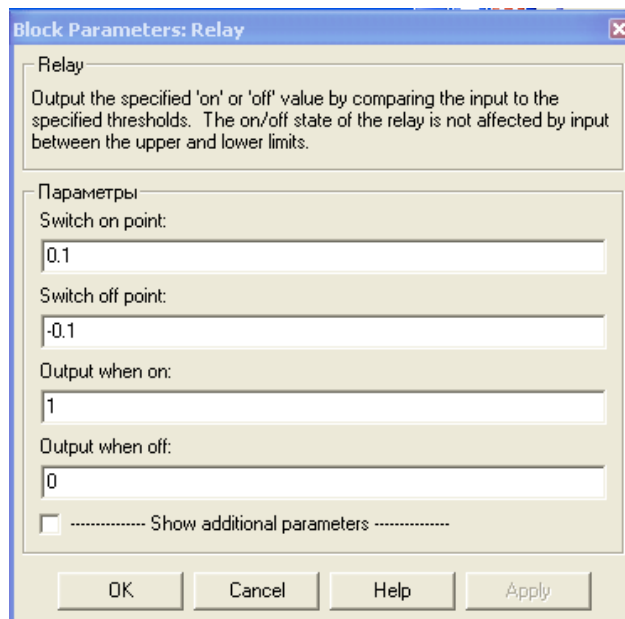 Block Parameters: Relay
Relay
Output the specified 'on' or 'off' value by comparing the input to the
specified thresholds. The on/off state of the relay is not affected by input
between the upper and lower limits.
Параметры
Switch on point:
0.1
Switch off point:
-0.1
Output when on:
1
Output when off:
0
--------------- Show additional parameters ---------------
OK Cancel Help Apply